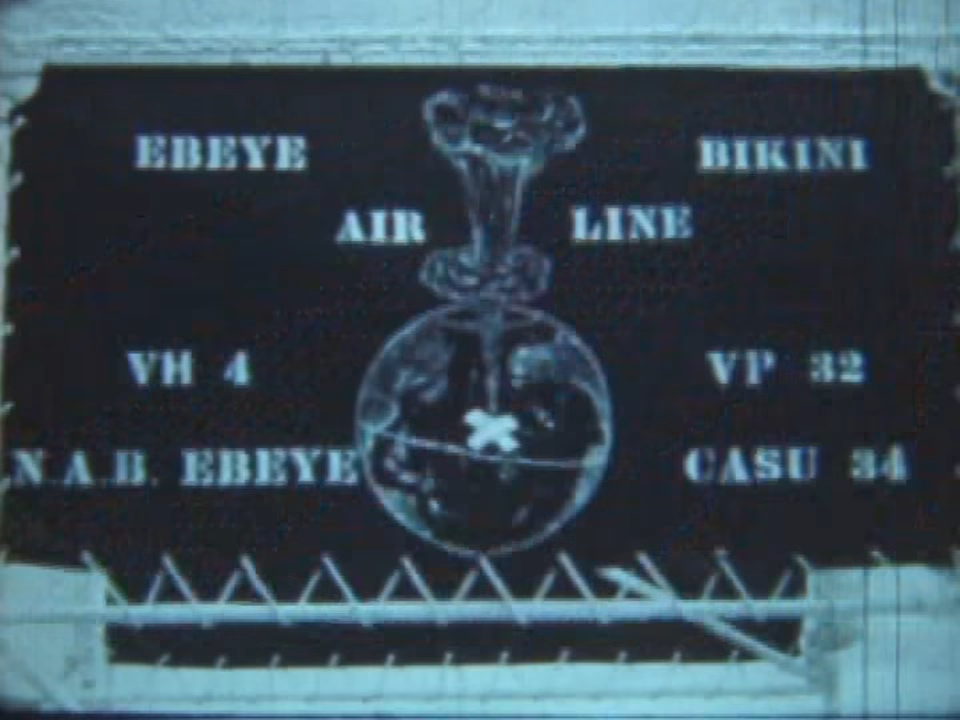 EBEYE BIKINI
AIR LINE
VH 4 VP 32
N.A.B. EBEYE CASU 34